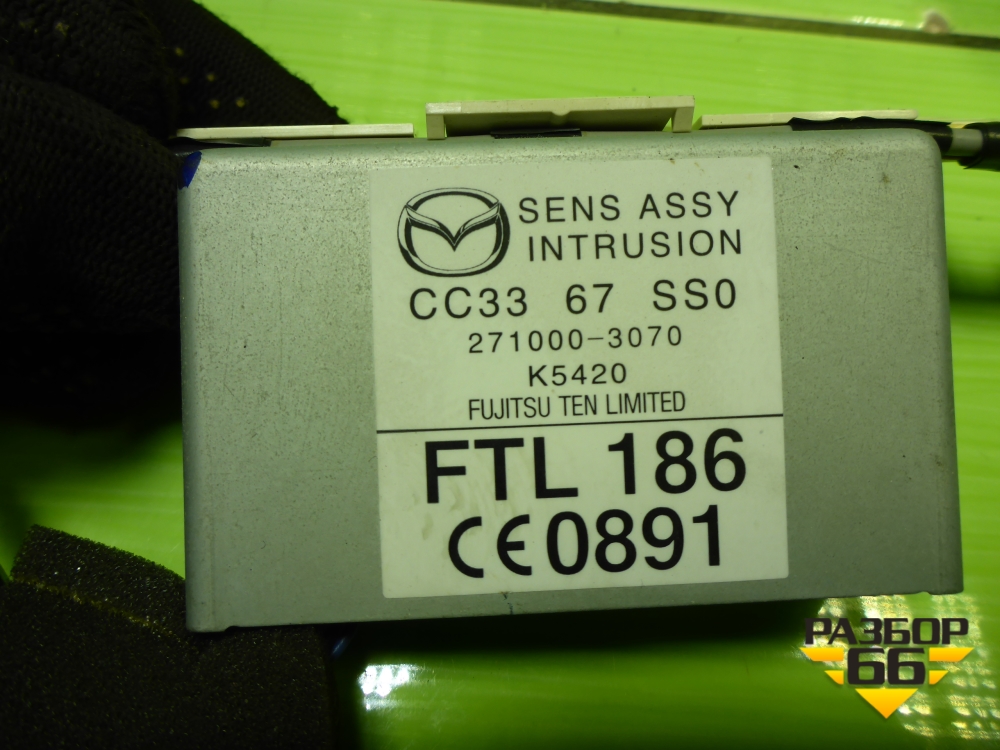 SENS ASSY
INTRUSION
CC33 67 SS0
271000-3070
K5420
FUJITSU TEN LIMITED
FTL 186
CE0891
РАЗБОР
66